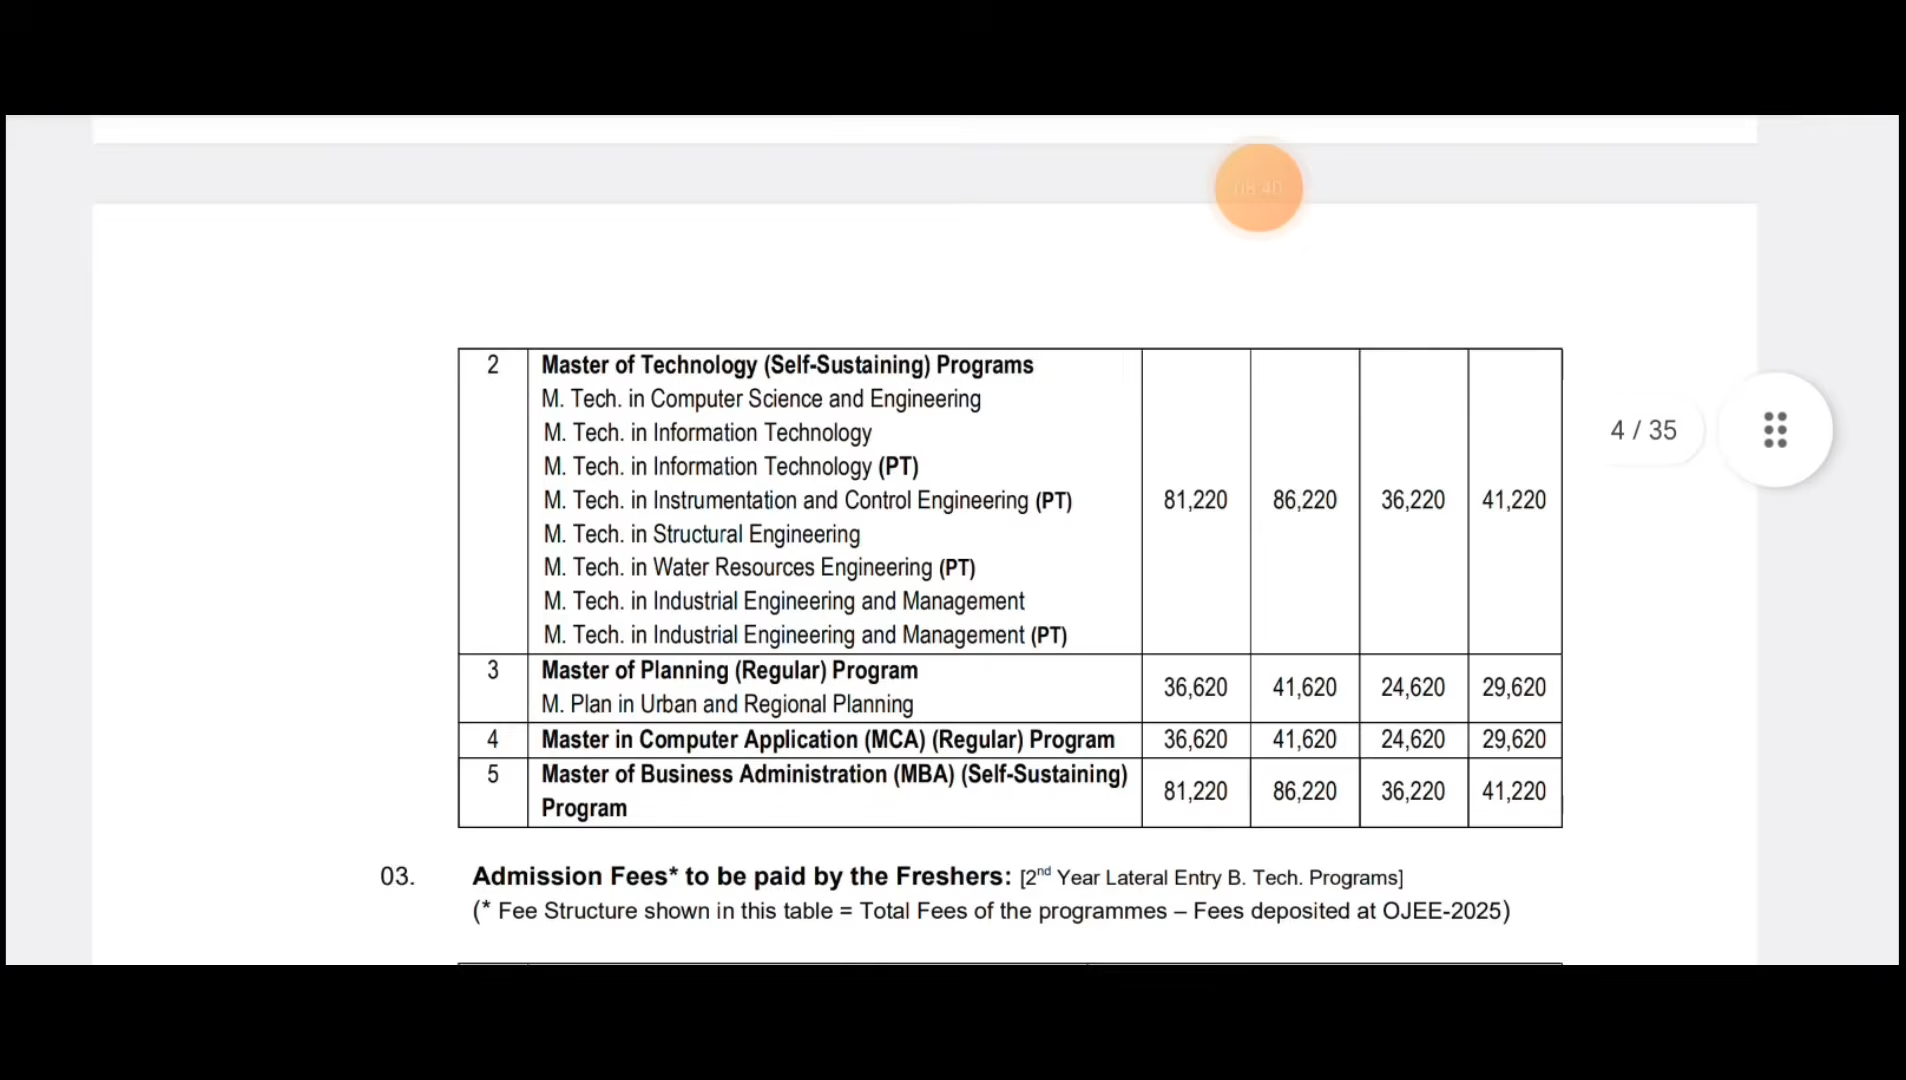 08:40
2 Master of Technology (Self-Sustaining) Programs
M. Tech. in Computer Science and Engineering
M. Tech. in Information Technology
M. Tech. in Information Technology (PT)
M. Tech. in Instrumentation and Control Engineering (PT) 81,220 86,220 36,220 41,220
M. Tech. in Structural Engineering
M. Tech. in Water Resources Engineering (PT)
M. Tech. in Industrial Engineering and Management
M. Tech. in Industrial Engineering and Management (PT)
3 Master of Planning (Regular) Program
M. Plan in Urban and Regional Planning 36,620 41,620 24,620 29,620
4 Master in Computer Application (MCA) (Regular) Program 36,620 41,620 24,620 29,620
5 Master of Business Administration (MBA) (Self-Sustaining)
Program 81,220 86,220 36,220 41,220
4 / 35
03. Admission Fees* to be paid by the Freshers: [2nd Year Lateral Entry B. Tech. Programs]
(* Fee Structure shown in this table = Total Fees of the programmes – Fees deposited at OJEE-2025)